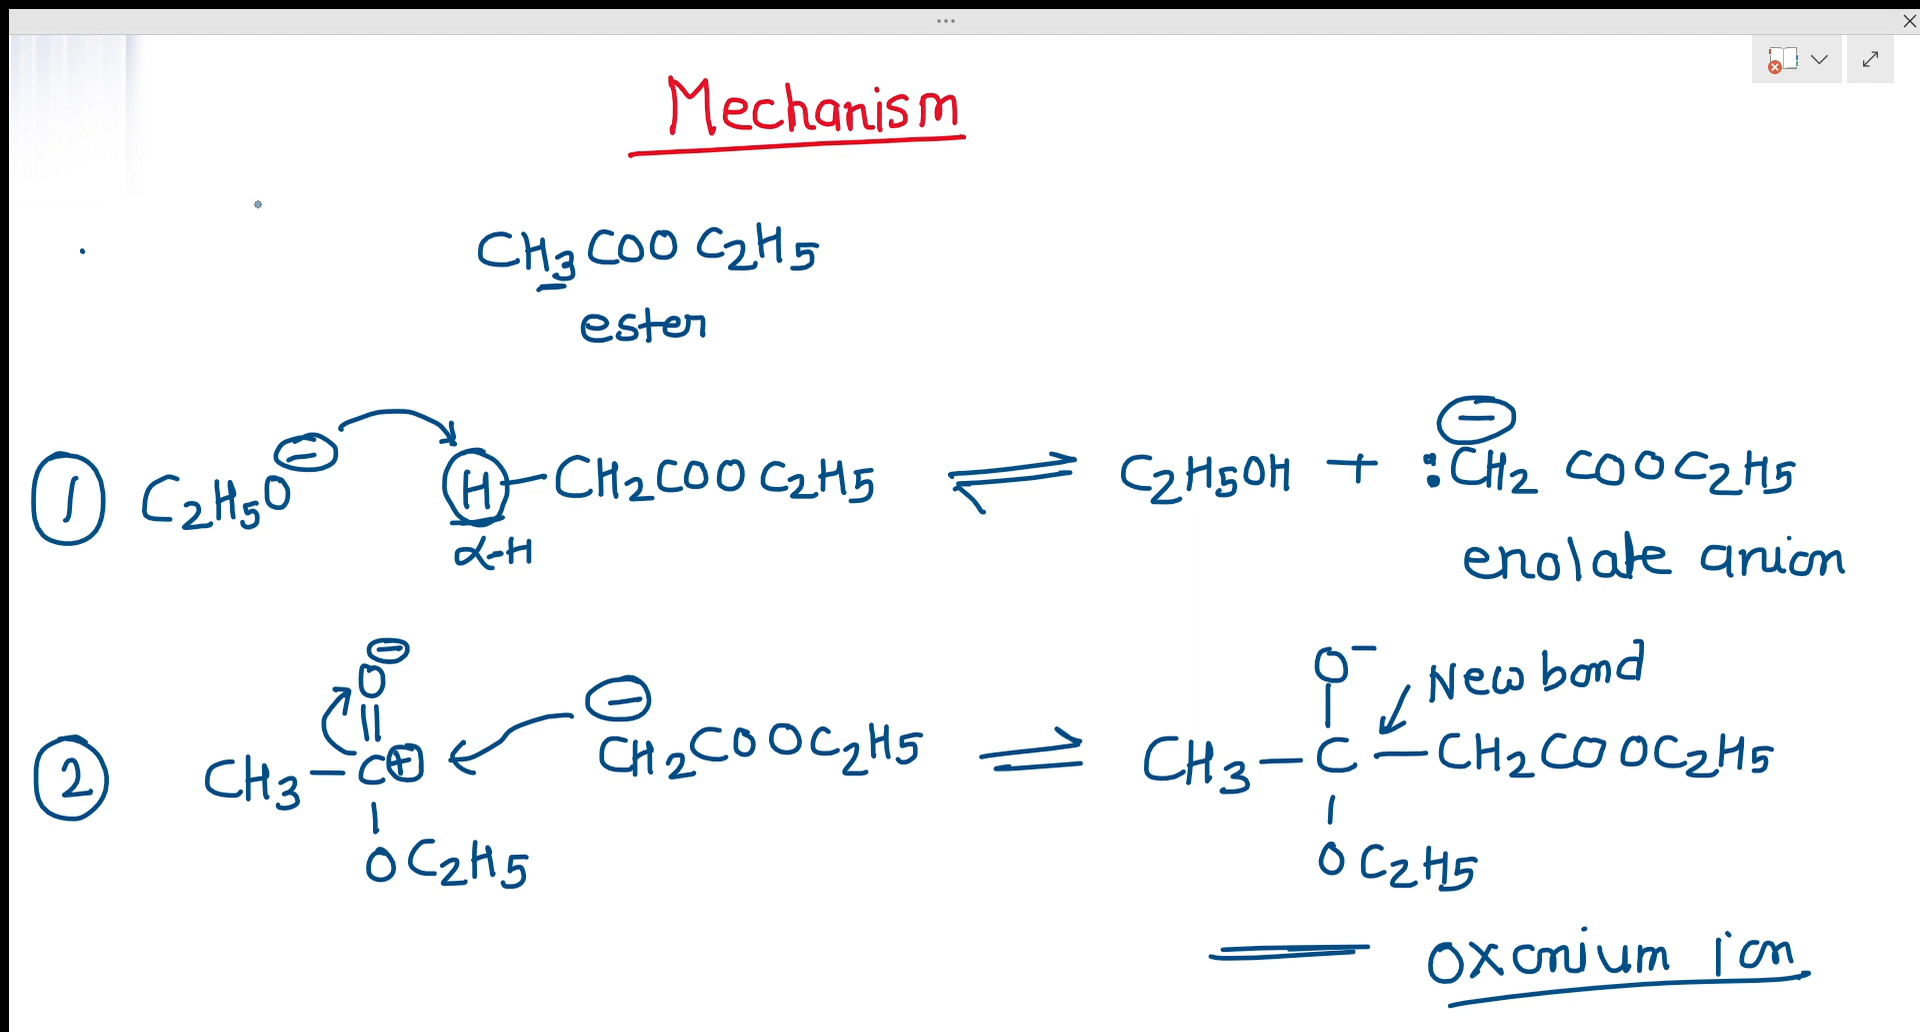 Mechanism
CH3COOC2H5
ester
1 C2H5O⊖ H-CH2COOC2H5 ⇌ C2H5OH + :CH2⊖COOC2H5
α-H
enolate anion
O⊖ O⁻ New bond
2 CH3-C⊕ ⊖CH2COOC2H5 ⇌ CH3-C-CH2COOC2H5
OC2H5 OC2H5
oxonium ion